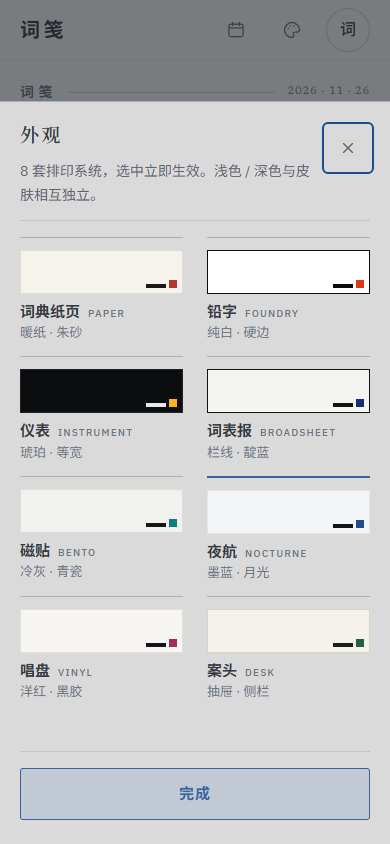 词笺
词
词笺
2026 · 11 · 26
外观
8 套排印系统，选中立即生效。浅色 / 深色与皮
肤相互独立。
词典纸页 PAPER
暖纸 · 朱砂
铅字 FOUNDRY
纯白 · 硬边
仪表 INSTRUMENT
琥珀 · 等宽
词表报 BROADSHEET
栏线 · 靛蓝
磁贴 BENTO
冷灰 · 青瓷
夜航 NOCTURNE
墨蓝 · 月光
唱盘 VINYL
洋红 · 黑胶
案头 DESK
抽屉 · 侧栏
完成